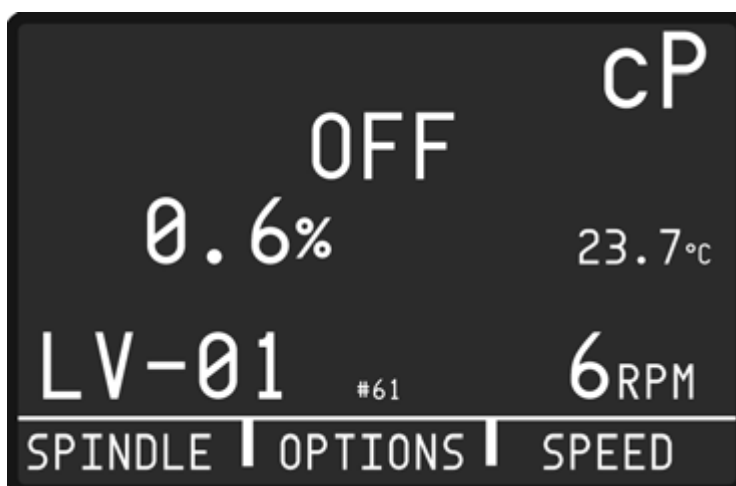 cP
OFF
0.6% 23.7°C
LV-01 #61 6RPM
SPINDLE OPTIONS SPEED